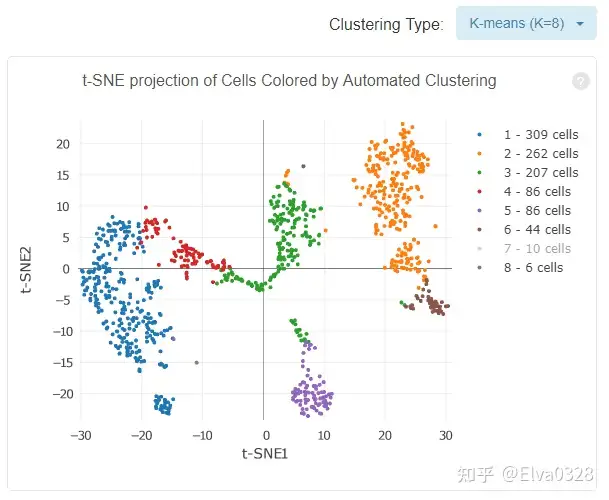 Clustering Type: K-means (K=8)
t-SNE projection of Cells Colored by Automated Clustering ?
1 - 309 cells
2 - 262 cells
3 - 207 cells
4 - 86 cells
5 - 86 cells
6 - 44 cells
7 - 10 cells
8 - 6 cells
t-SNE2
20
15
10
5
0
−5
−10
−15
−20
−30 −20 −10 0 10 20 30
t-SNE1
知乎 @Elva0328